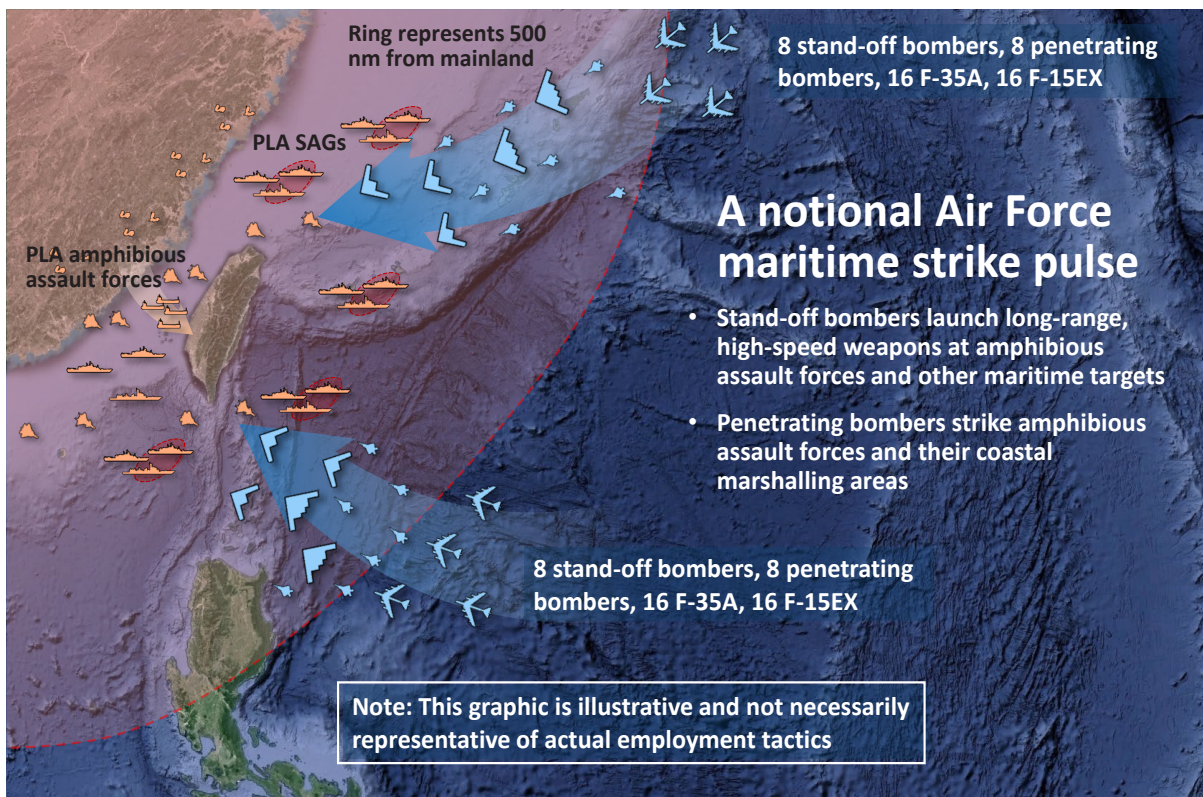 Ring represents 500
nm from mainland
8 stand-off bombers, 8 penetrating
bombers, 16 F-35A, 16 F-15EX
PLA SAGs
A notional Air Force
maritime strike pulse
PLA amphibious
assault forces
• Stand-off bombers launch long-range,
high-speed weapons at amphibious
assault forces and other maritime targets
• Penetrating bombers strike amphibious
assault forces and their coastal
marshalling areas
8 stand-off bombers, 8 penetrating
bombers, 16 F-35A, 16 F-15EX
Note: This graphic is illustrative and not necessarily
representative of actual employment tactics